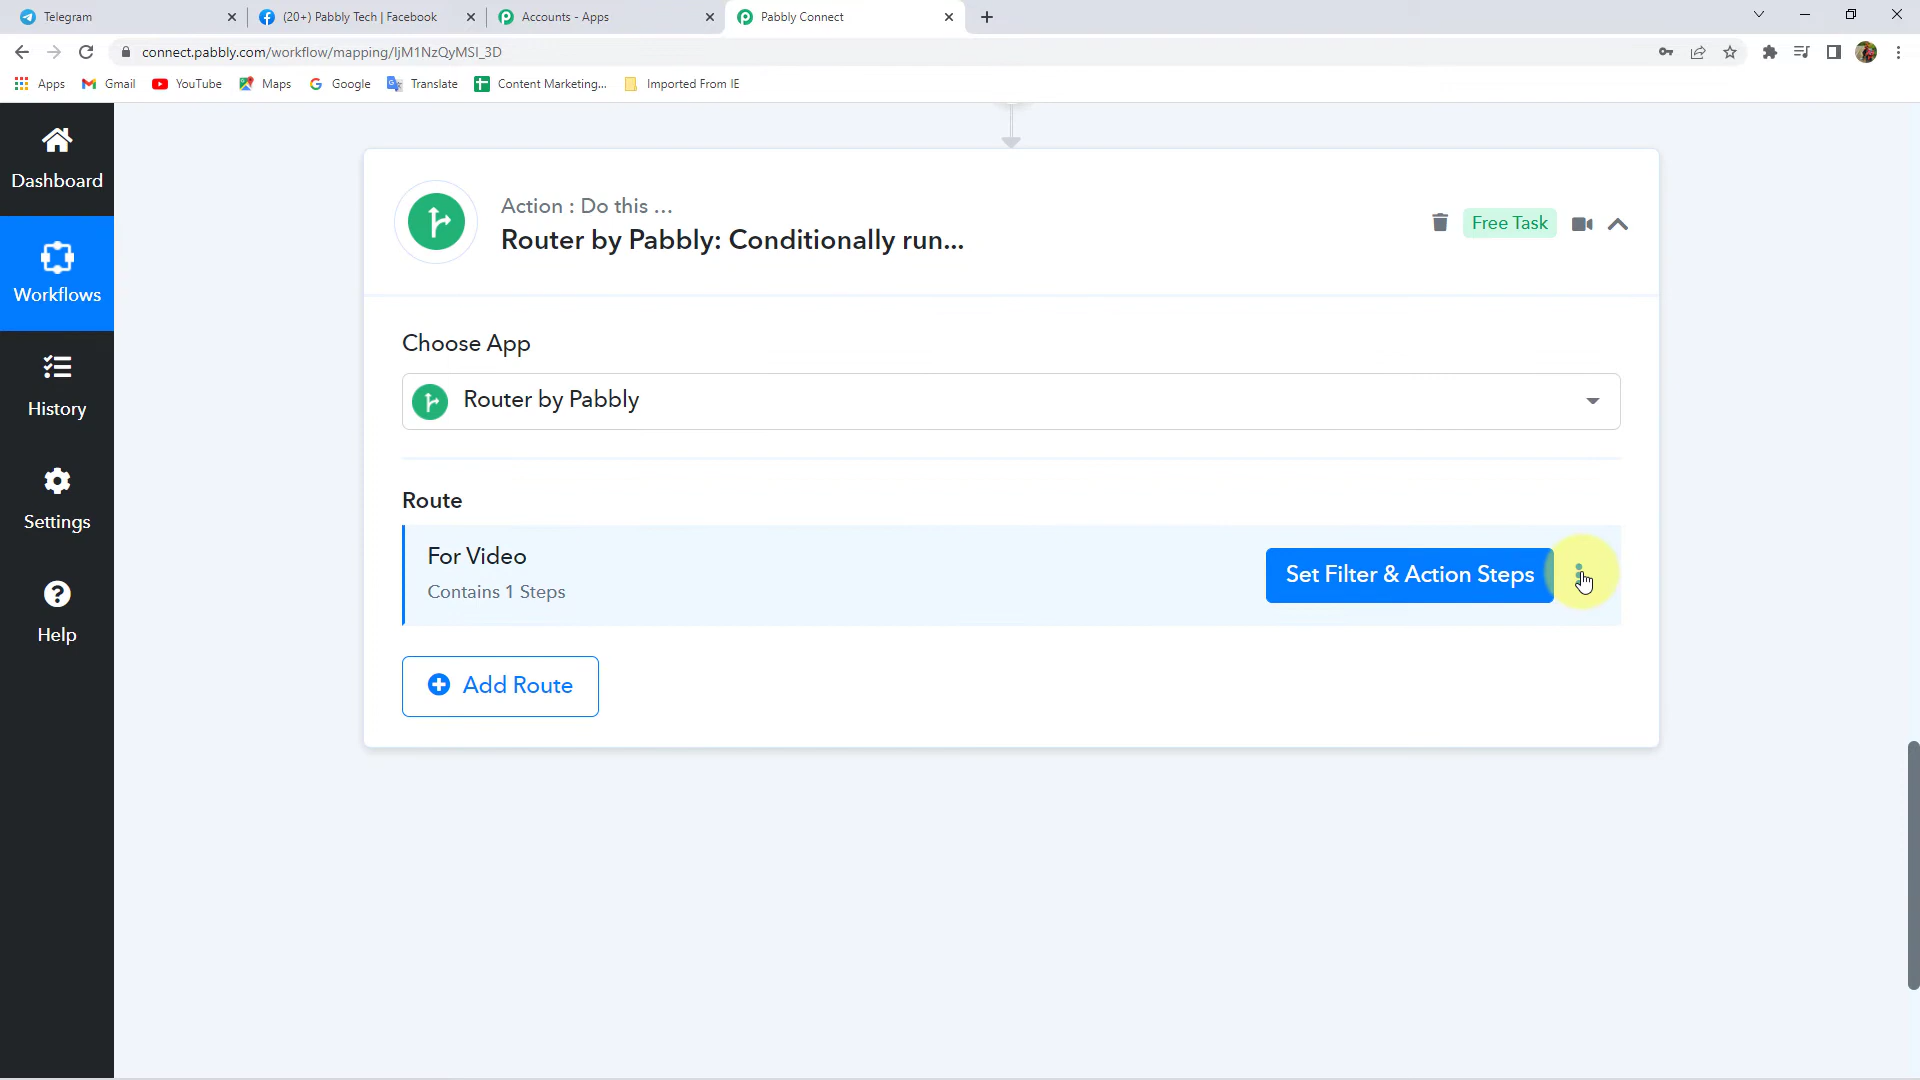 Telegram
(20+) Pabbly Tech | Facebook
Accounts - Apps
Pabbly Connect
connect.pabbly.com/workflow/mapping/IjM1NzQyMSI_3D
Apps
Gmail
YouTube
Maps
Google
Translate
Content Marketing...
Imported From IE
Dashboard
Workflows
History
Settings
Help
Action : Do this ...
Router by Pabbly: Conditionally run...
Free Task
Choose App
Router by Pabbly
Route
For Video
Contains 1 Steps
Set Filter & Action Steps
Add Route